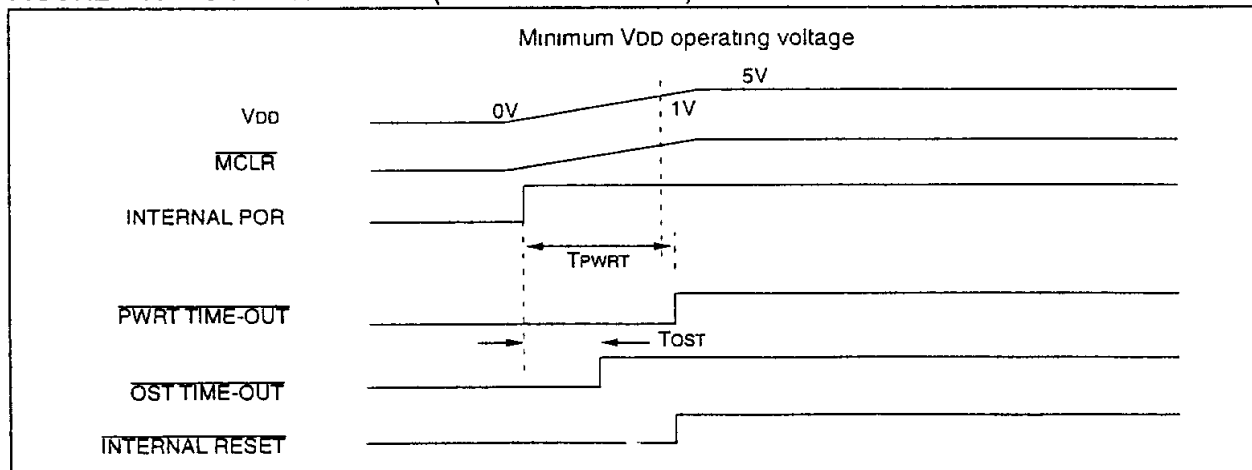 Minimum VDD operating voltage
5V
0V
1V
VDD
MCLR
INTERNAL POR
TPWRT
PWRT TIME-OUT
TOST
OST TIME-OUT
INTERNAL RESET